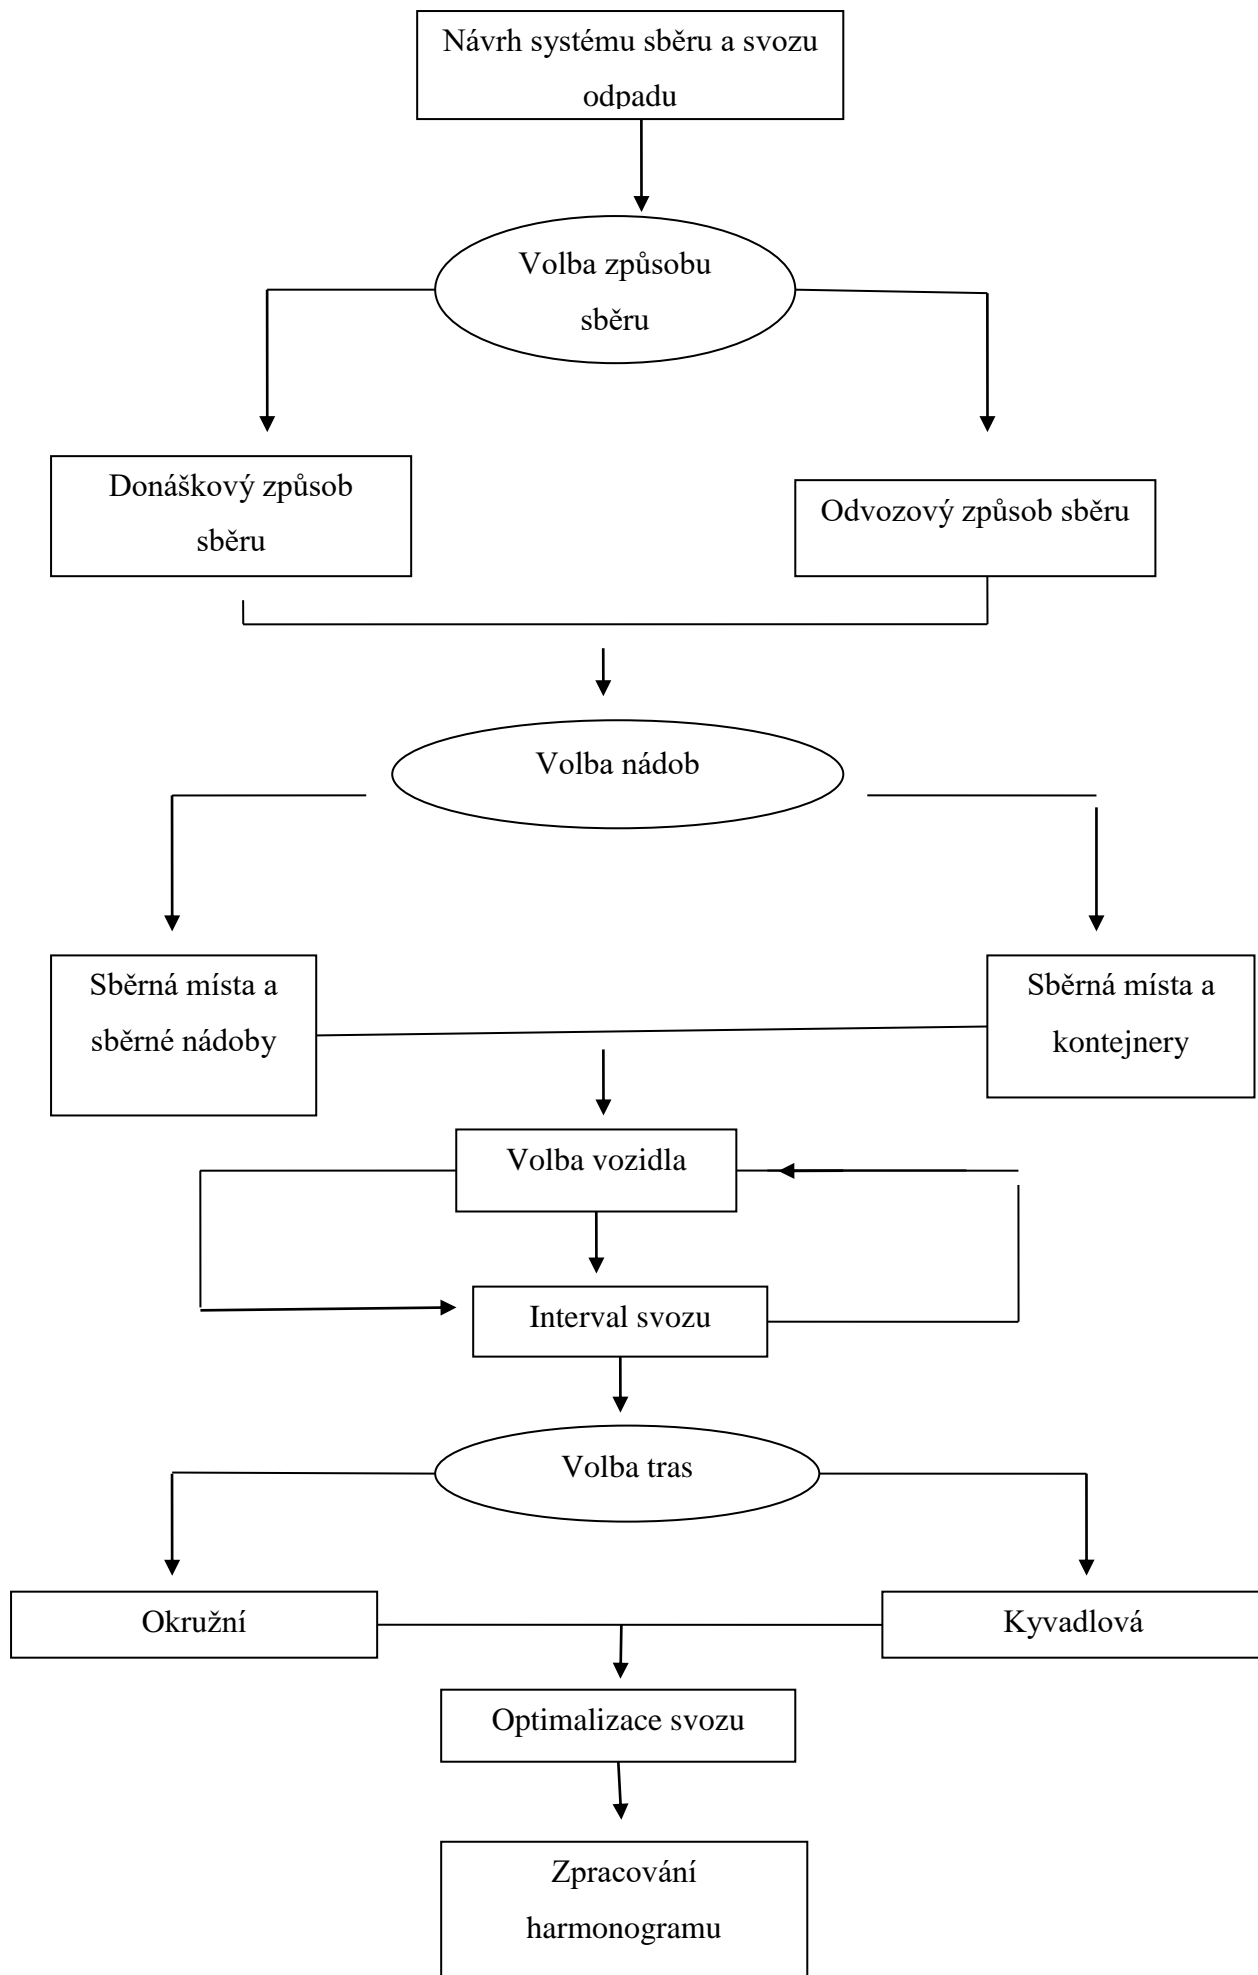 Návrh systému sběru a svozu
odpadu
Volba způsobu
sběru
Donáškový způsob
sběru
Odvozový způsob sběru
Volba nádob
Sběrná místa a
sběrné nádoby
Sběrná místa a
kontejnery
Volba vozidla
Interval svozu
Volba tras
Okružní
Kyvadlová
Optimalizace svozu
Zpracování
harmonogramu